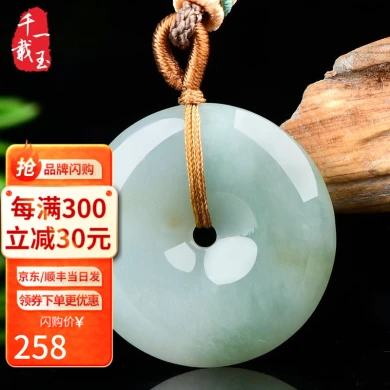 千载一玉
抢 品牌闪购
每满300
立减30元
京东/顺丰当日发
领券下单更优惠
闪购价¥
258